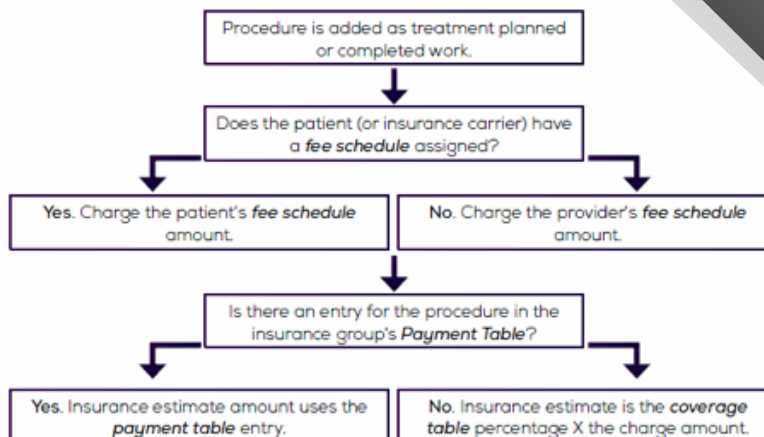 Procedure is added as treatment planned
or completed work.
Does the patient (or insurance carrier) have
a fee schedule assigned?
Yes. Charge the patient's fee schedule
amount.
No. Charge the provider's fee schedule
amount.
Is there an entry for the procedure in the
insurance group's Payment Table?
Yes. Insurance estimate amount uses the
payment table entry.
No. Insurance estimate is the coverage
table percentage X the charge amount.